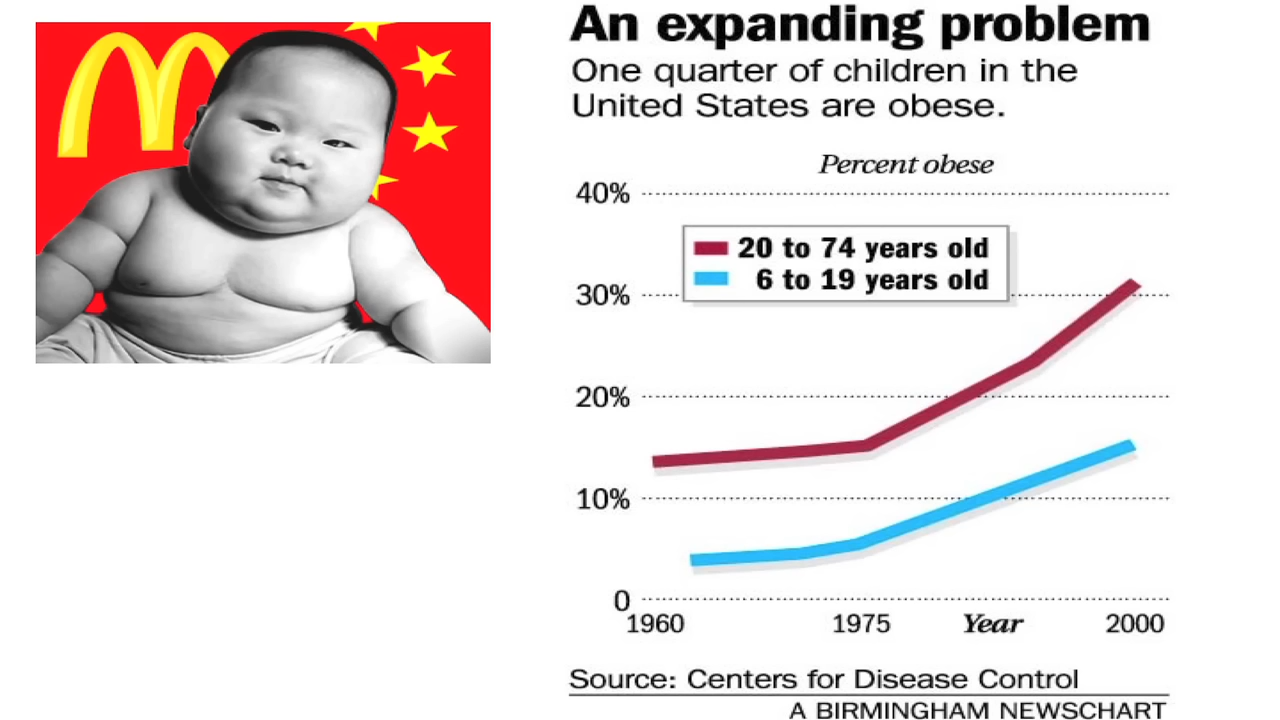 An expanding problem
One quarter of children in the
United States are obese.
Percent obese
40%
20 to 74 years old
6 to 19 years old
30%
20%
10%
0
1960 1975 Year 2000
Source: Centers for Disease Control
A BIRMINGHAM NEWSCHART